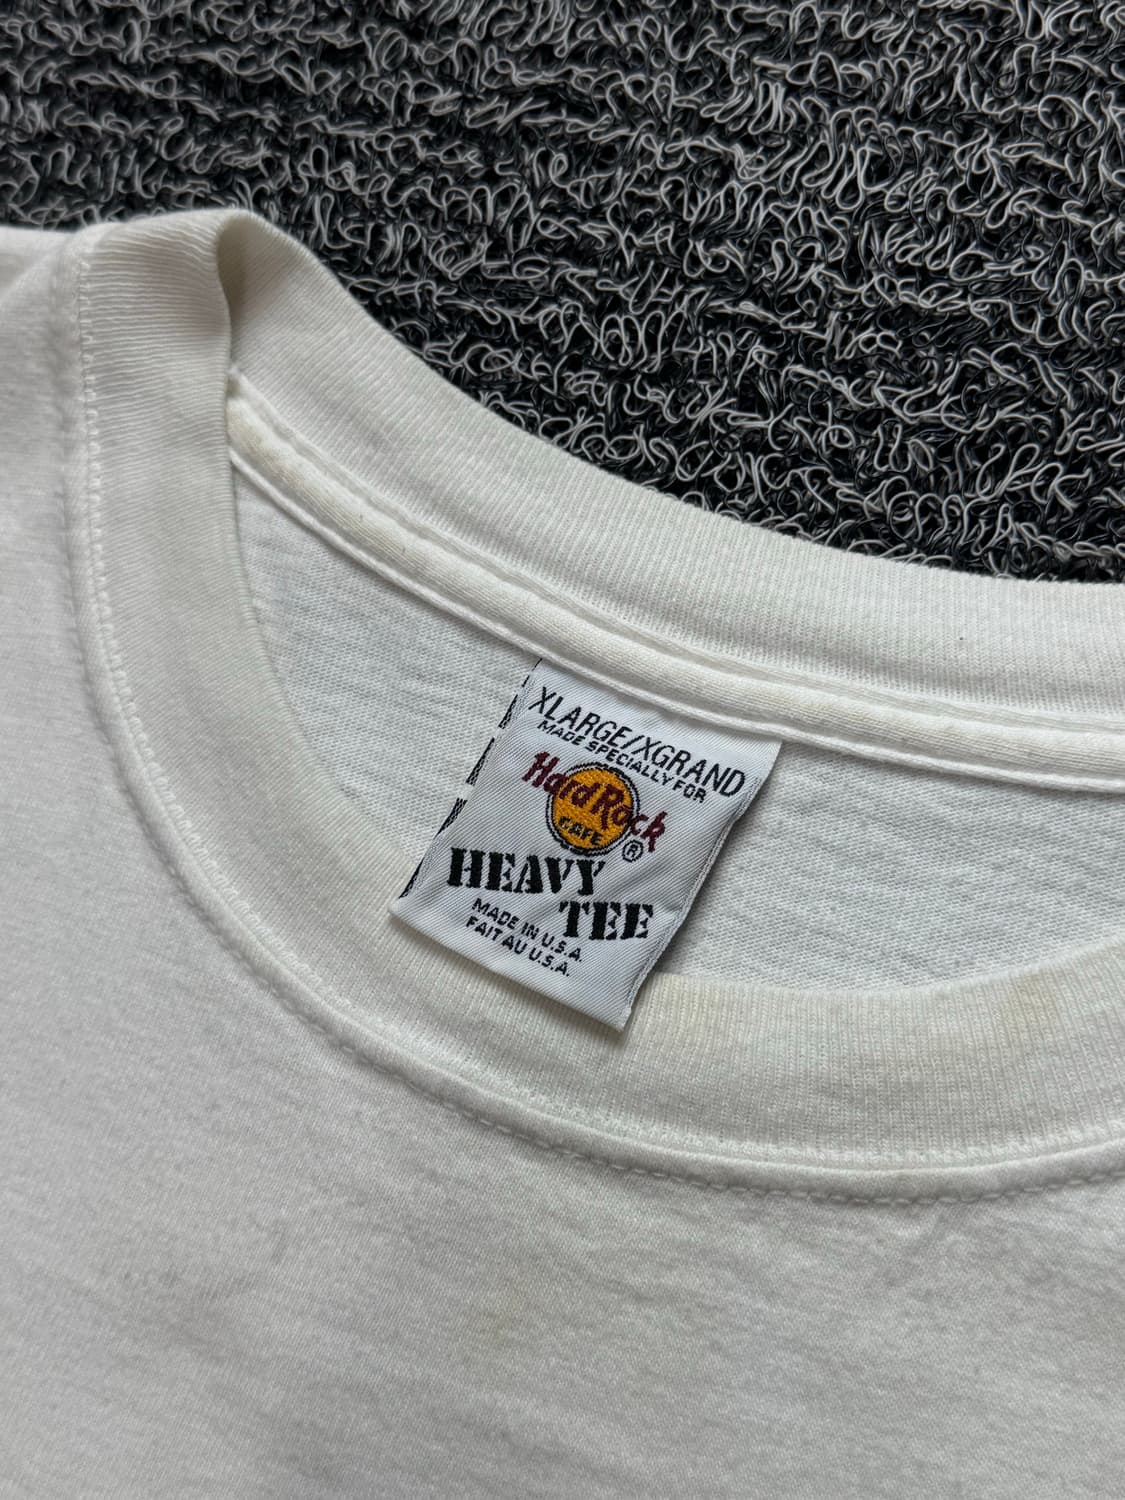 XLARGE/XGRAND
MADE SPECIALLY FOR
Hard Rock
CAFE
®
HEAVY
TEE
MADE IN U.S.A.
FAIT AU U.S.A.